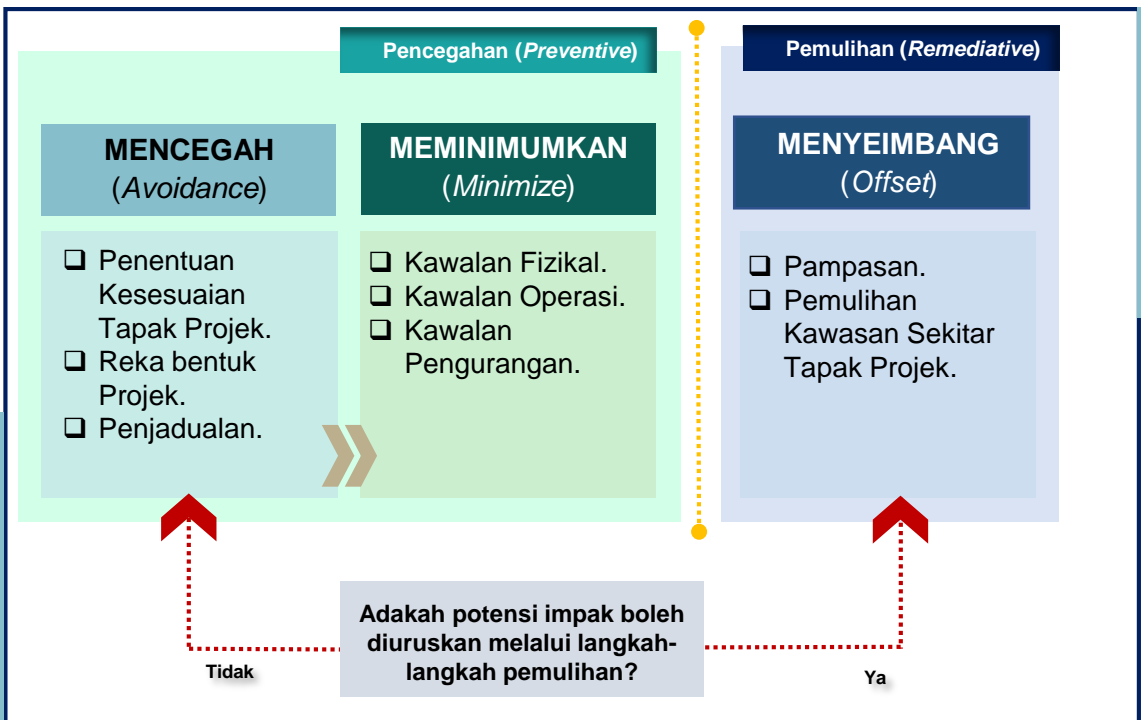 Pencegahan (Preventive)
MENCEGAH
(Avoidance)
❑ Penentuan
Kesesuaian
Tapak Projek.
❑ Reka bentuk
Projek.
❑ Penjadualan.
MEMINIMUMKAN
(Minimize)
❑ Kawalan Fizikal.
❑ Kawalan Operasi.
❑ Kawalan
Pengurangan.
Pemulihan (Remediative)
MENYEIMBANG
(Offset)
❑ Pampasan.
❑ Pemulihan
Kawasan Sekitar
Tapak Projek.
Adakah potensi impak boleh
diuruskan melalui langkah-
langkah pemulihan?
Tidak
Ya